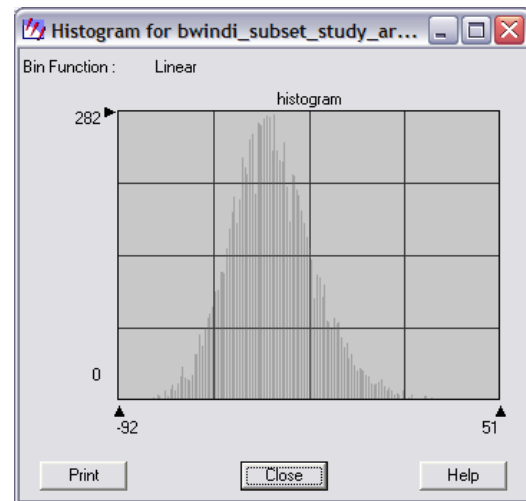 Histogram for bwindi_subset_study_ar...
Bin Function : Linear
histogram
282
0
-92 51
Print Close Help